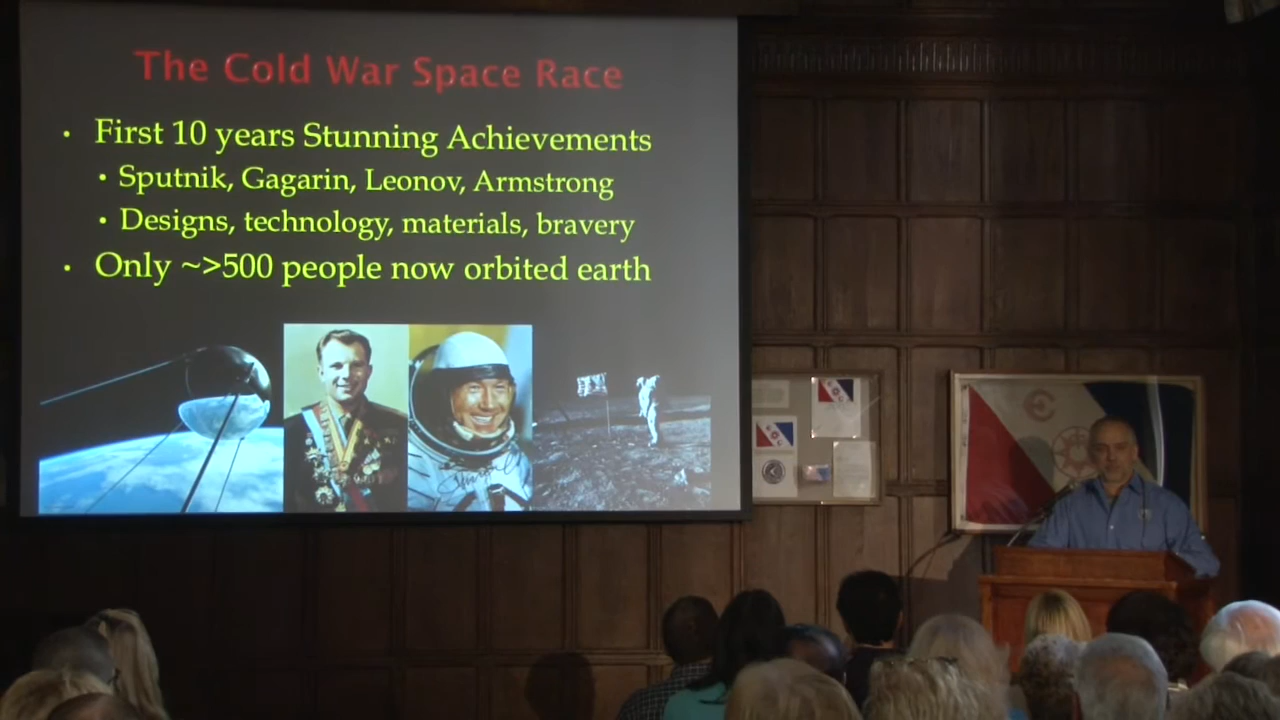 The Cold War Space Race
• First 10 years Stunning Achievements
• Sputnik, Gagarin, Leonov, Armstrong
• Designs, technology, materials, bravery
• Only ~>500 people now orbited earth